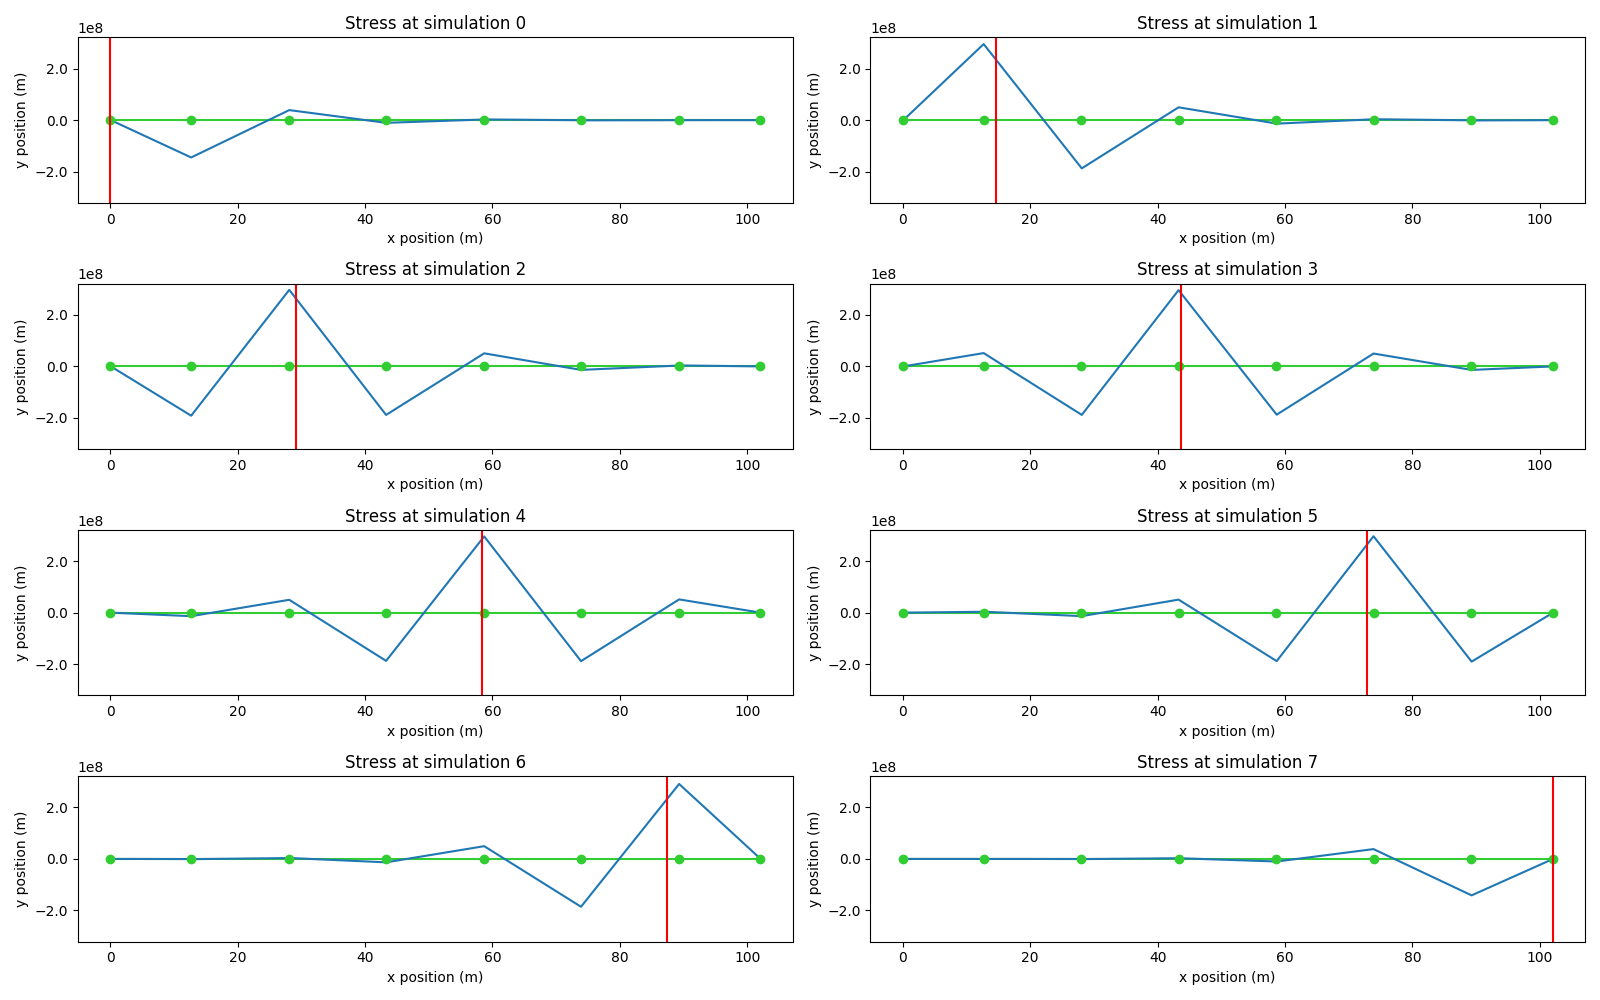 Stress at simulation 0
1e8
2.0
0.0
−2.0
y position (m)
0 20 40 60 80 100
x position (m)
Stress at simulation 1
1e8
2.0
0.0
−2.0
y position (m)
0 20 40 60 80 100
x position (m)
Stress at simulation 2
1e8
2.0
0.0
−2.0
y position (m)
0 20 40 60 80 100
x position (m)
Stress at simulation 3
1e8
2.0
0.0
−2.0
y position (m)
0 20 40 60 80 100
x position (m)
Stress at simulation 4
1e8
2.0
0.0
−2.0
y position (m)
0 20 40 60 80 100
x position (m)
Stress at simulation 5
1e8
2.0
0.0
−2.0
y position (m)
0 20 40 60 80 100
x position (m)
Stress at simulation 6
1e8
2.0
0.0
−2.0
y position (m)
0 20 40 60 80 100
x position (m)
Stress at simulation 7
1e8
2.0
0.0
−2.0
y position (m)
0 20 40 60 80 100
x position (m)